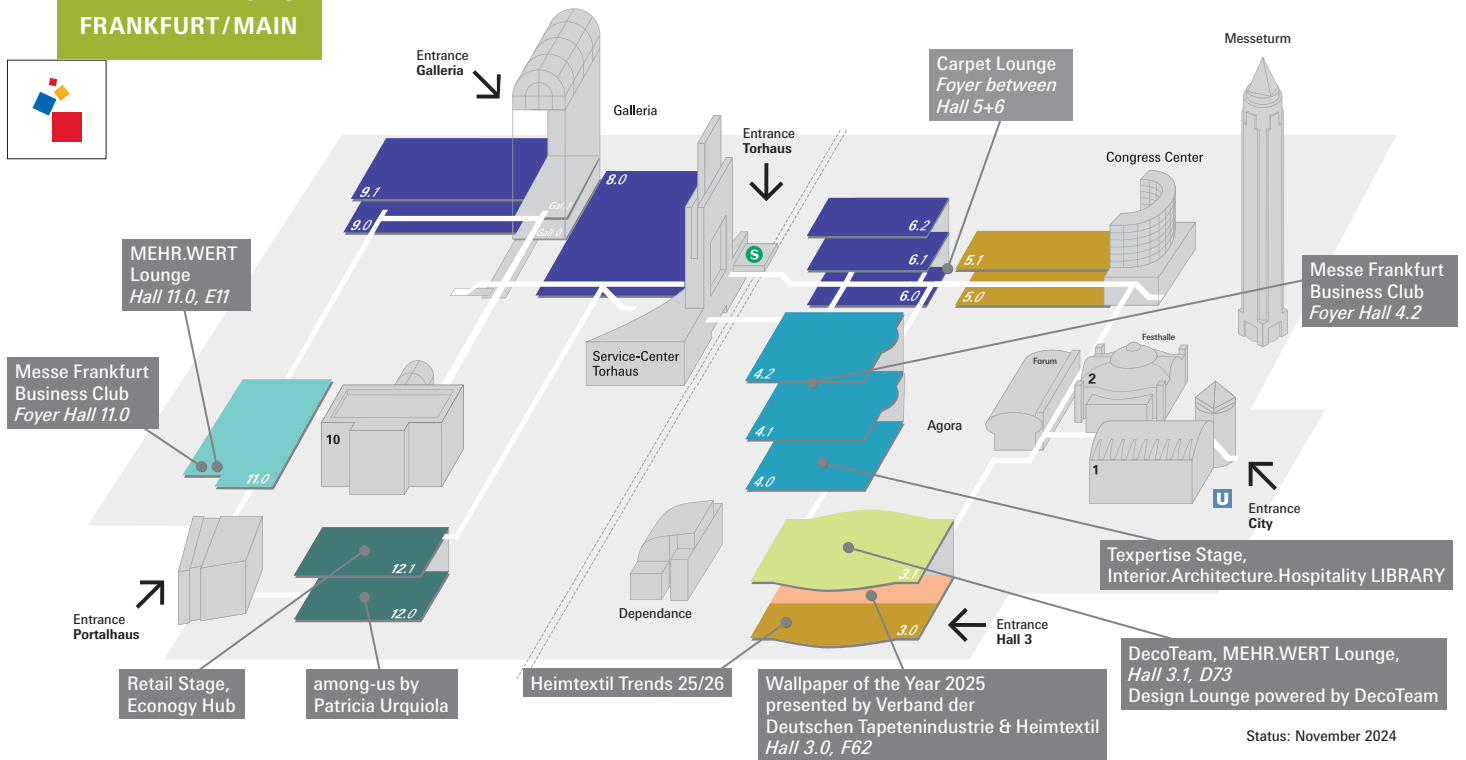 FRANKFURT/MAIN
Entrance
Galleria
Galleria
Entrance
Torhaus
Carpet Lounge
Foyer between
Hall 5+6
Messeturm
Congress Center
9.1
9.0
Gal.1
Gall.0
8.0
S
6.2
6.1
6.0
5.1
5.0
MEHR.WERT
Lounge
Hall 11.0, E11
Messe Frankfurt
Business Club
Foyer Hall 4.2
Service-Center
Torhaus
4.2
4.1
4.0
Agora
Forum
Festhalle
2
1
Messe Frankfurt
Business Club
Foyer Hall 11.0
10
11.0
U
Entrance
City
Texpertise Stage,
Interior.Architecture.Hospitality LIBRARY
12.1
12.0
Entrance
Portalhaus
Dependance
3.1
3.0
Entrance
Hall 3
Retail Stage,
Econogy Hub
among-us by
Patricia Urquiola
Heimtextil Trends 25/26
Wallpaper of the Year 2025
presented by Verband der
Deutschen Tapetenindustrie & Heimtextil
Hall 3.0, F62
DecoTeam, MEHR.WERT Lounge,
Hall 3.1, D73
Design Lounge powered by DecoTeam
Status: November 2024